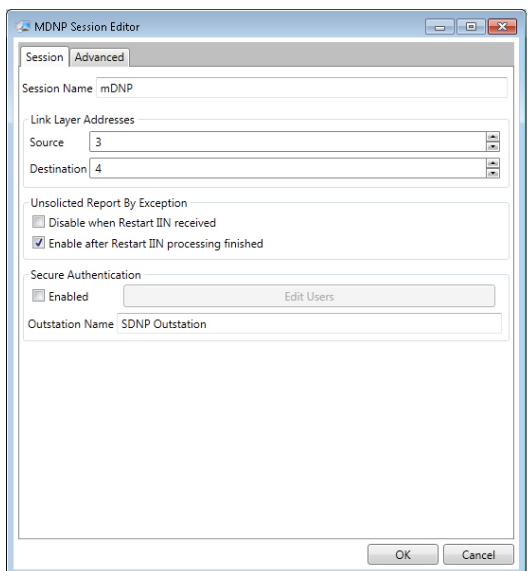 MDNP Session Editor
Session Advanced
Session Name mDNP
Link Layer Addresses
Source 3
Destination 4
Unsolicted Report By Exception
Disable when Restart IIN received
Enable after Restart IIN processing finished
Secure Authentication
Enabled Edit Users
Outstation Name SDNP Outstation
OK Cancel